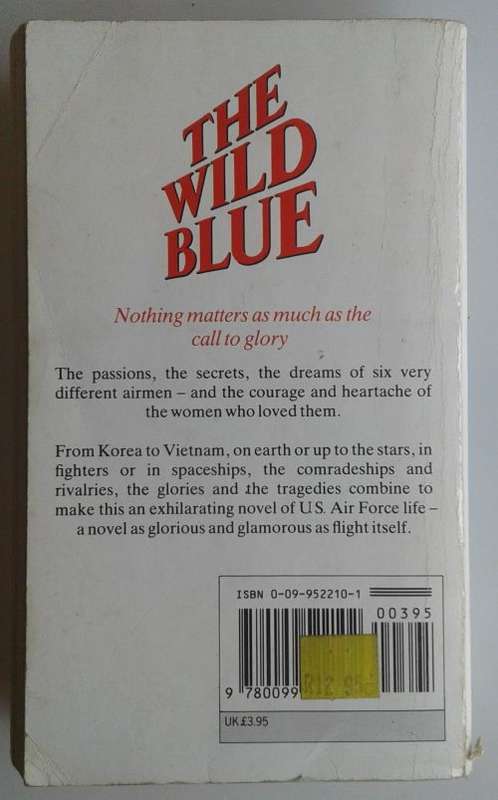 THE
WILD
BLUE
Nothing matters as much as the
call to glory
The passions, the secrets, the dreams of six very
different airmen – and the courage and heartache of
the women who loved them.
From Korea to Vietnam, on earth or up to the stars, in
fighters or in spaceships, the comradeships and
rivalries, the glories and the tragedies combine to
make this an exhilarating novel of U.S. Air Force life –
a novel as glorious and glamorous as flight itself.
ISBN 0-09-952210-1
00395
9 780099
R12 95
UK £3.95